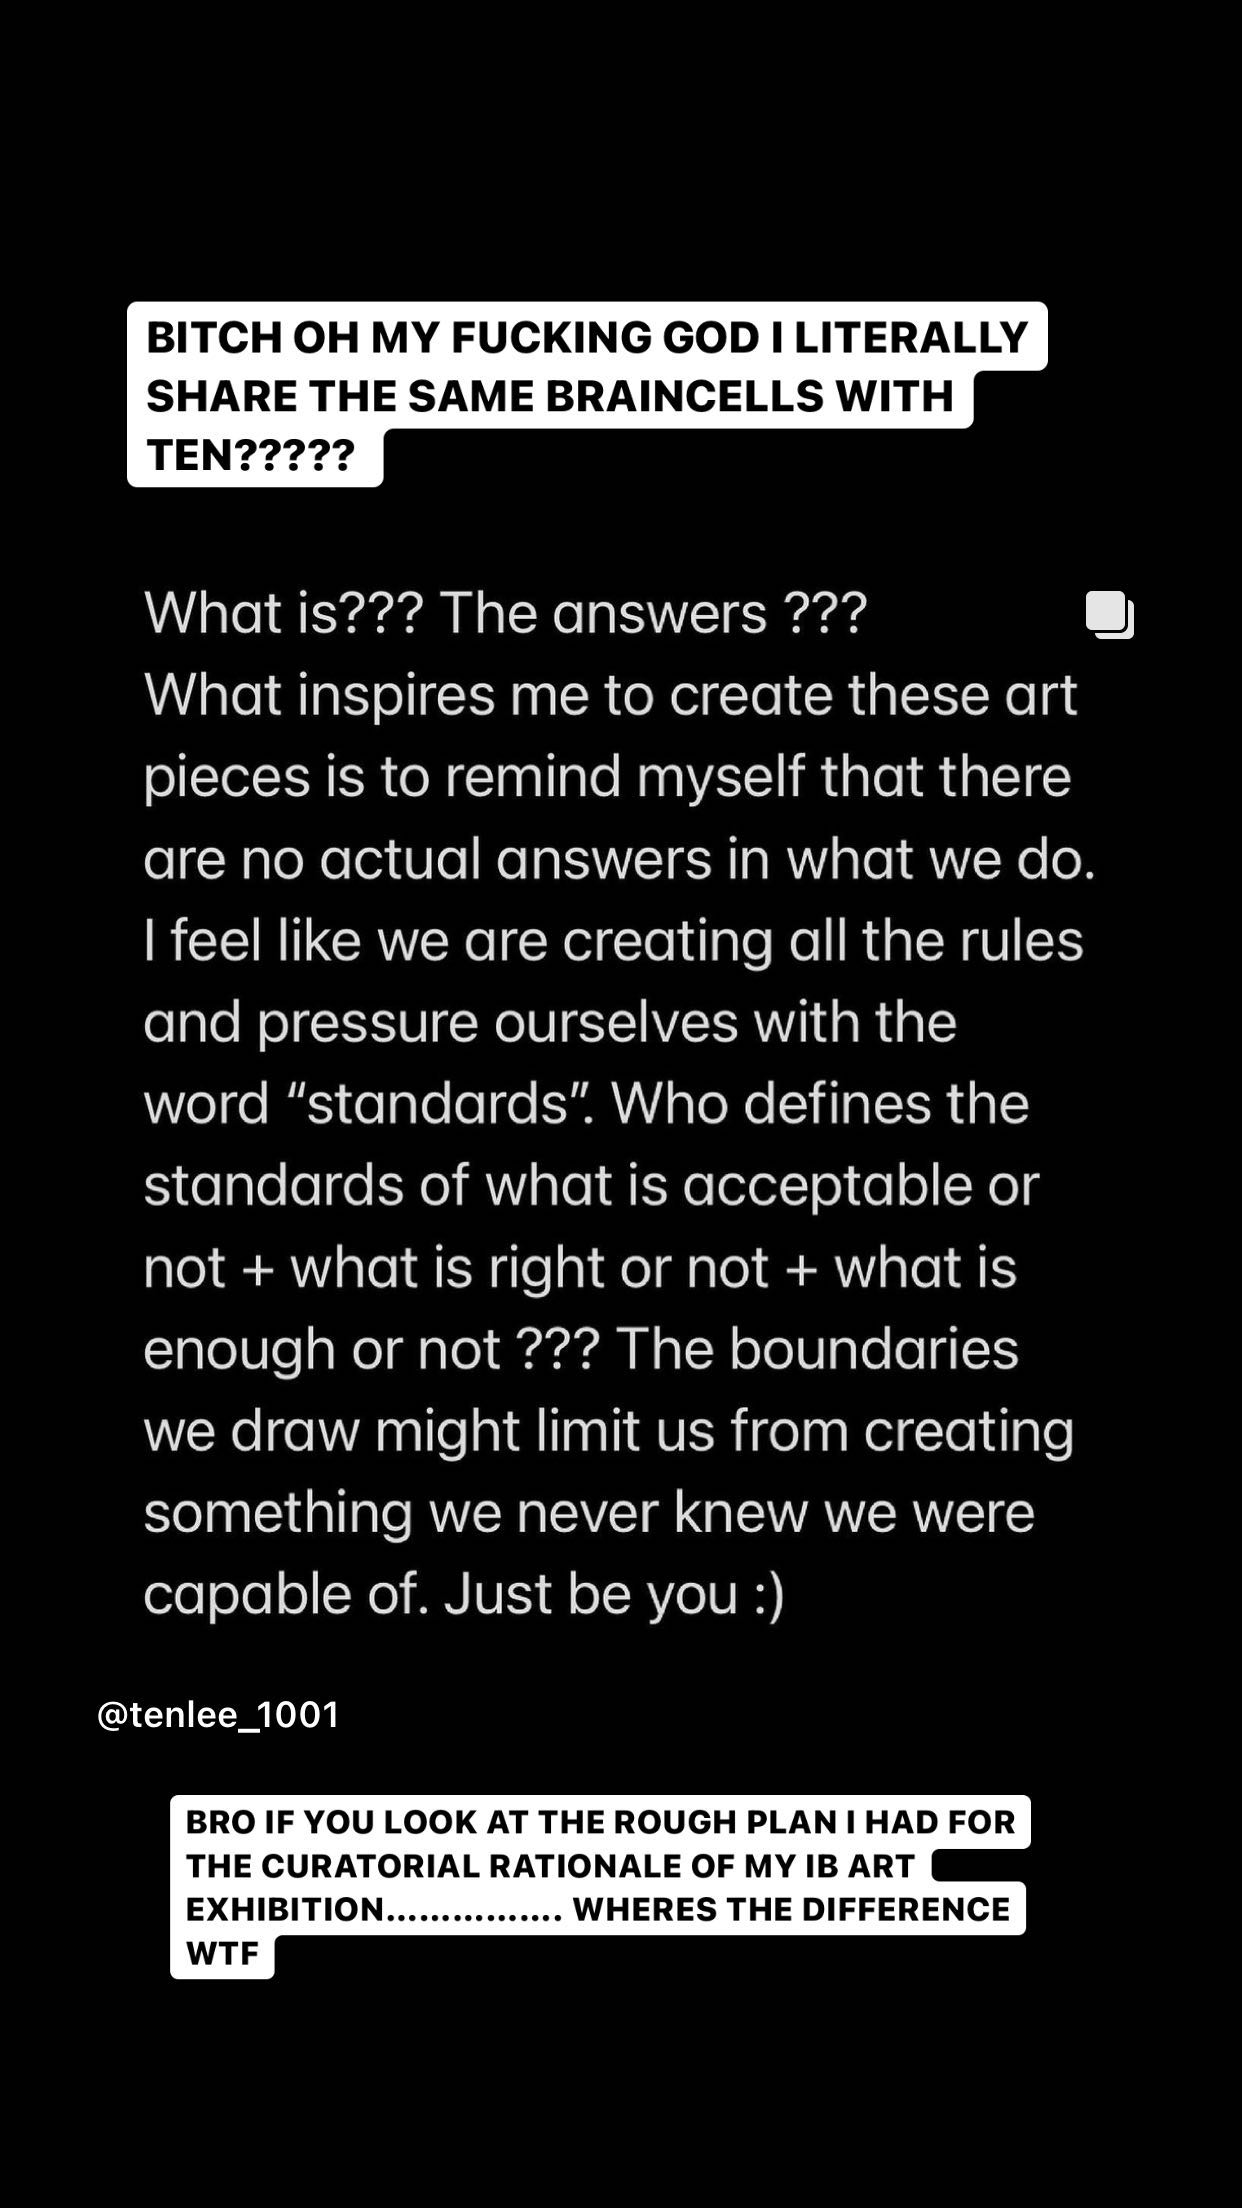 BITCH OH MY FUCKING GOD I LITERALLY
SHARE THE SAME BRAINCELLS WITH
TEN?????
What is??? The answers ???
What inspires me to create these art
pieces is to remind myself that there
are no actual answers in what we do.
I feel like we are creating all the rules
and pressure ourselves with the
word “standards”. Who defines the
standards of what is acceptable or
not + what is right or not + what is
enough or not ??? The boundaries
we draw might limit us from creating
something we never knew we were
capable of. Just be you :)
@tenlee_1001
BRO IF YOU LOOK AT THE ROUGH PLAN I HAD FOR
THE CURATORIAL RATIONALE OF MY IB ART
EXHIBITION................ WHERES THE DIFFERENCE
WTF